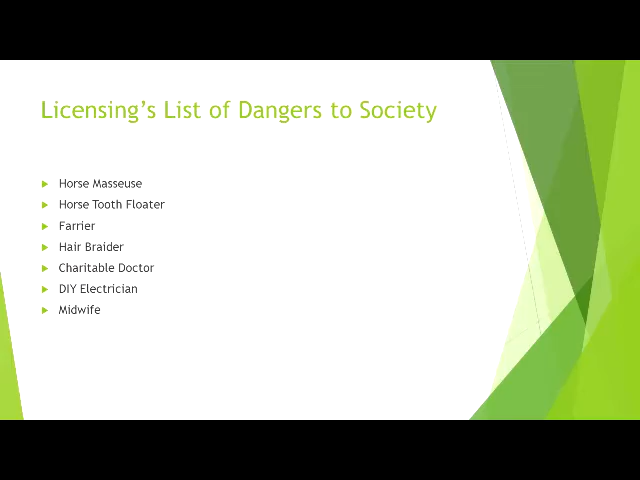 Licensing’s List of Dangers to Society
Horse Masseuse
Horse Tooth Floater
Farrier
Hair Braider
Charitable Doctor
DIY Electrician
Midwife